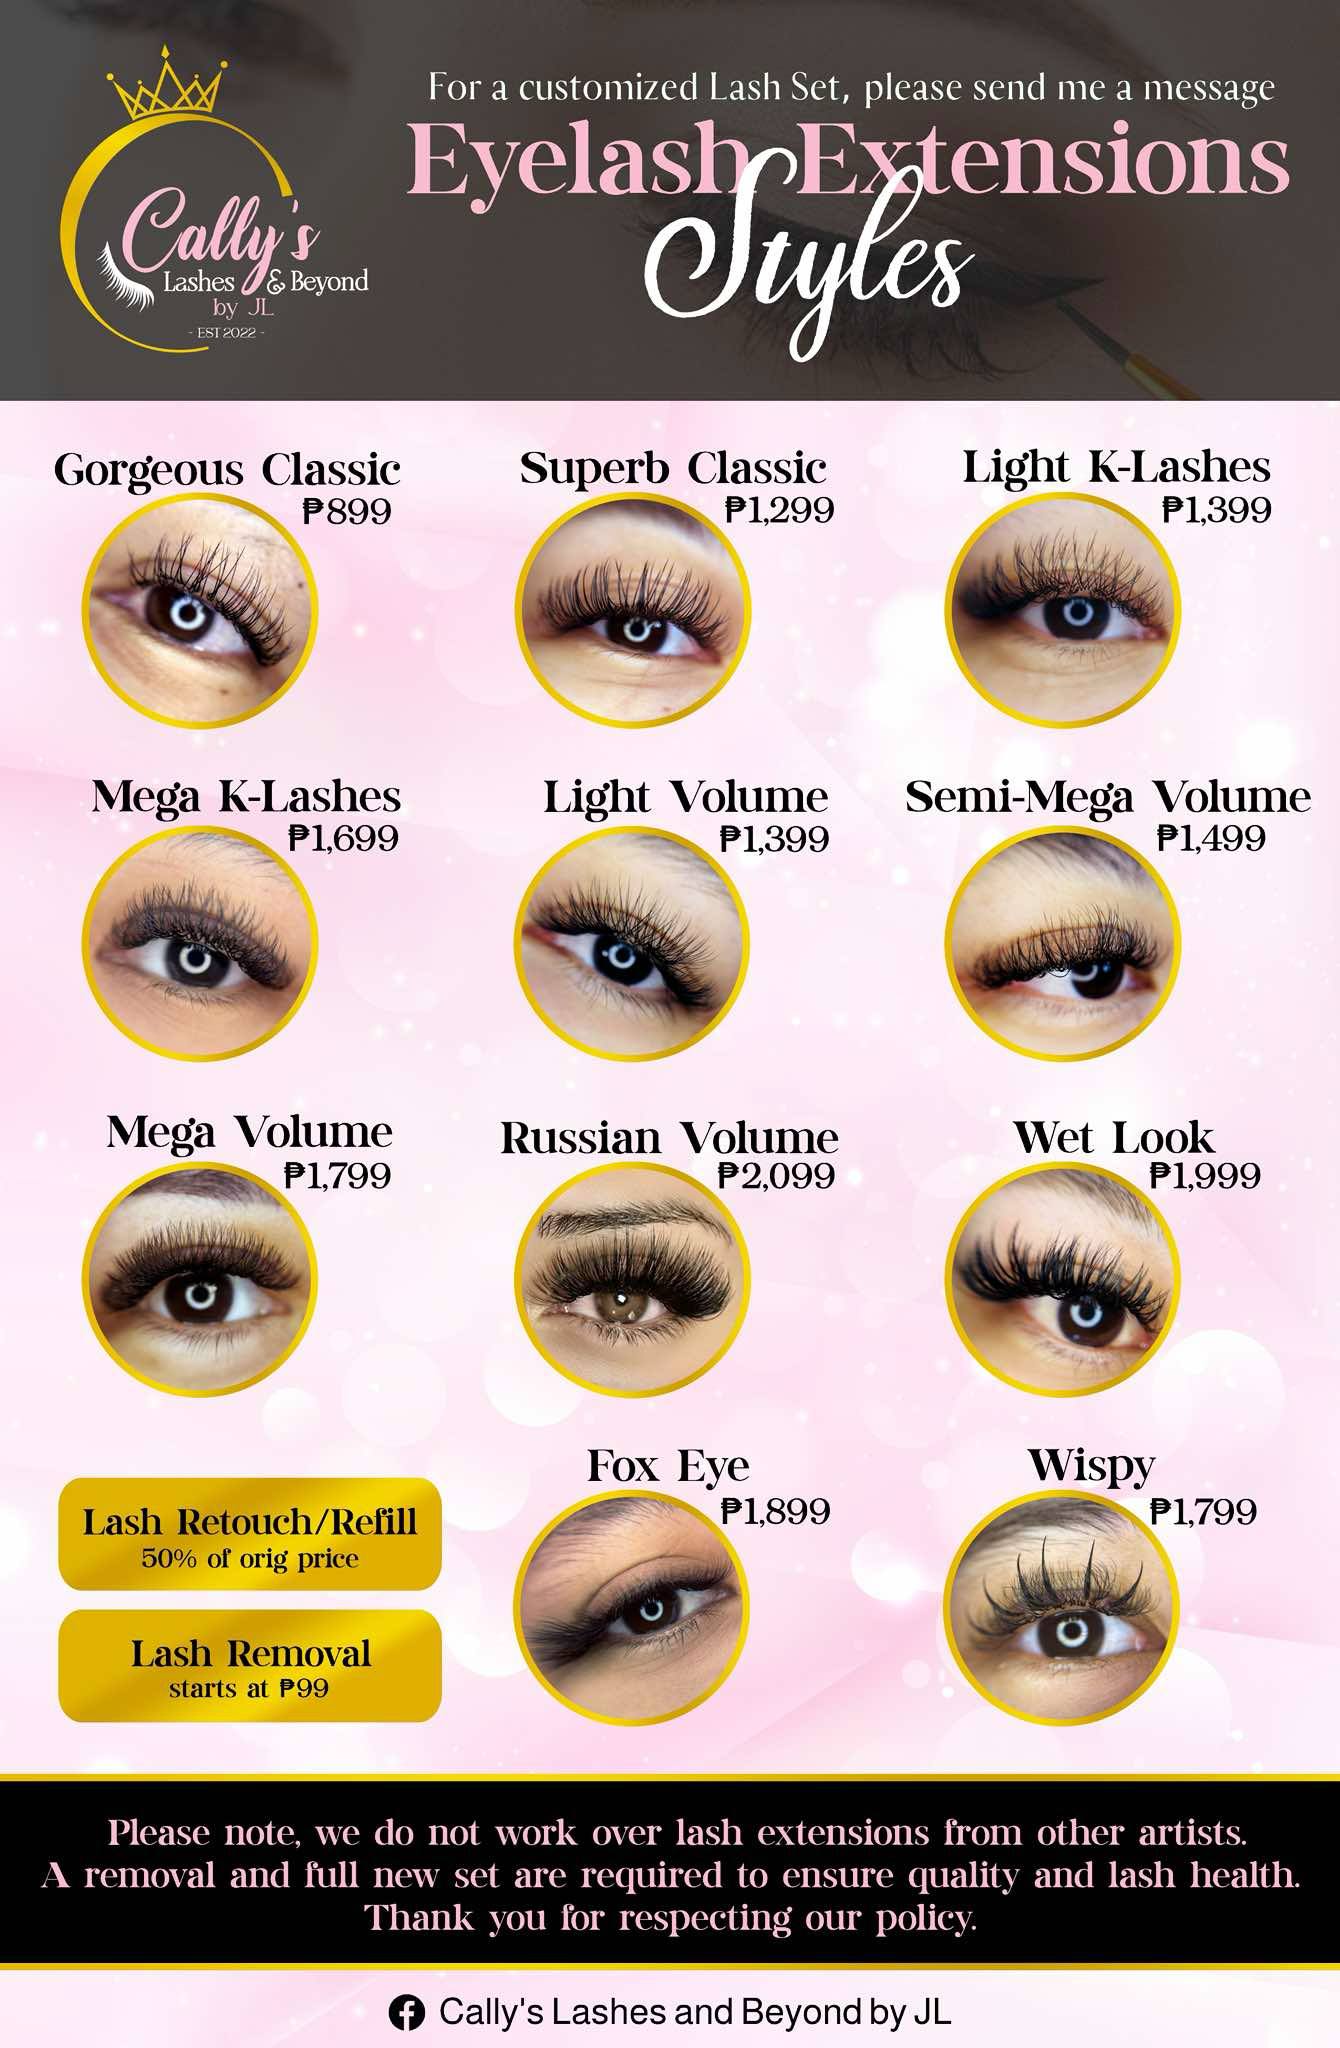 Cally's
Lashes & Beyond
by JL
- EST 2022 -
For a customized Lash Set, please send me a message
Eyelash Extensions
Styles
Gorgeous Classic
₱899
Superb Classic
₱1,299
Light K-Lashes
₱1,399
Mega K-Lashes
₱1,699
Light Volume
₱1,399
Semi-Mega Volume
₱1,499
Mega Volume
₱1,799
Russian Volume
₱2,099
Wet Look
₱1,999
Lash Retouch/Refill
50% of orig price
Lash Removal
starts at ₱99
Fox Eye
₱1,899
Wispy
₱1,799
Please note, we do not work over lash extensions from other artists.
A removal and full new set are required to ensure quality and lash health.
Thank you for respecting our policy.
Cally's Lashes and Beyond by JL